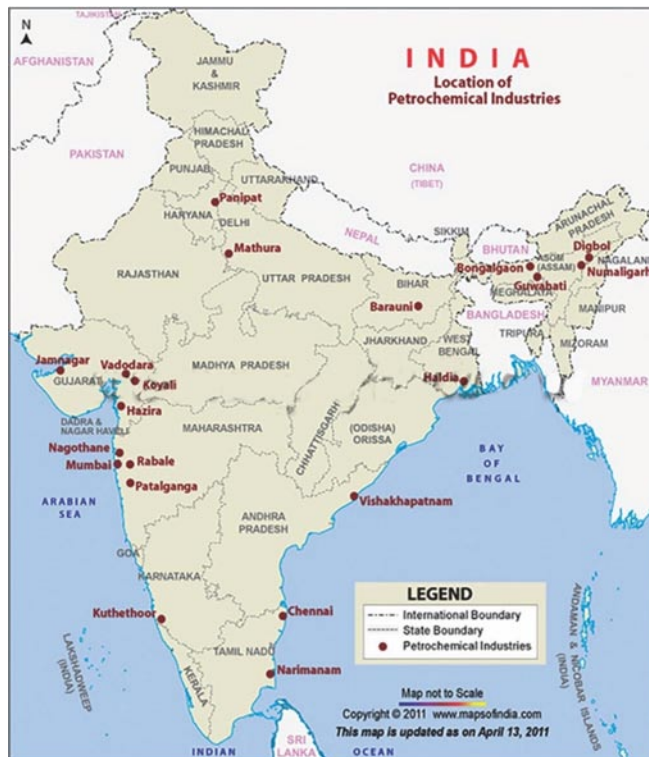 N
TAJIKISTAN
INDIA
Location of
Petrochemical Industries
AFGHANISTAN
JAMMU
&
KASHMIR
HIMACHAL
PRADESH
PAKISTAN
PUNJAB
UTTARAKHAND
CHINA
(TIBET)
Panipat
HARYANA
DELHI
ARUNACHAL
PRADESH
SIKKIM
NEPAL
BHUTAN
Digboi
Mathura
ASOM
(ASSAM)
NAGALAND
RAJASTHAN
UTTAR PRADESH
Bongalgaon
Numaligarh
BIHAR
Guwabati
MEGHALAYA
Barauni
MANIPUR
BANGLADESH
JHARKHAND
WEST
BENGAL
TRIPURA
MIZORAM
Jamnagar
Vadodara
MADHYA PRADESH
GUJARAT
Koyali
Haldia
MYANMAR
Hazira
DADRA &
NAGAR HAVELI
MAHARASHTRA
CHHATTISGARH
(ODISHA)
ORISSA
Nagothane
Mumbai
Rabale
BAY
OF
BENGAL
Patalganga
ARABIAN
SEA
Vishakhapatnam
ANDHRA
PRADESH
GOA
KARNATAKA
LEGEND
International Boundary
State Boundary
Petrochemical Industries
Kuthethoor
Chennai
LAKSHADWEEP
(INDIA)
TAMIL NADU
KERALA
Narimanam
ANDAMAN & NICOBAR ISLANDS
(INDIA)
Map not to Scale
Copyright © 2011 www.mapsofindia.com
This map is updated as on April 13, 2011
SRI
LANKA
INDIAN
OCEAN